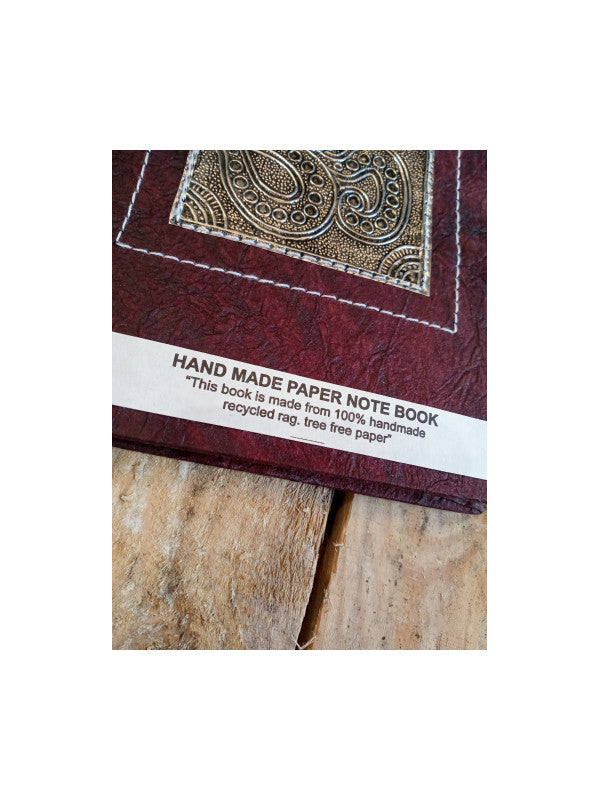 HAND MADE PAPER NOTE BOOK
"This book is made from 100% handmade
recycled rag. tree free paper"